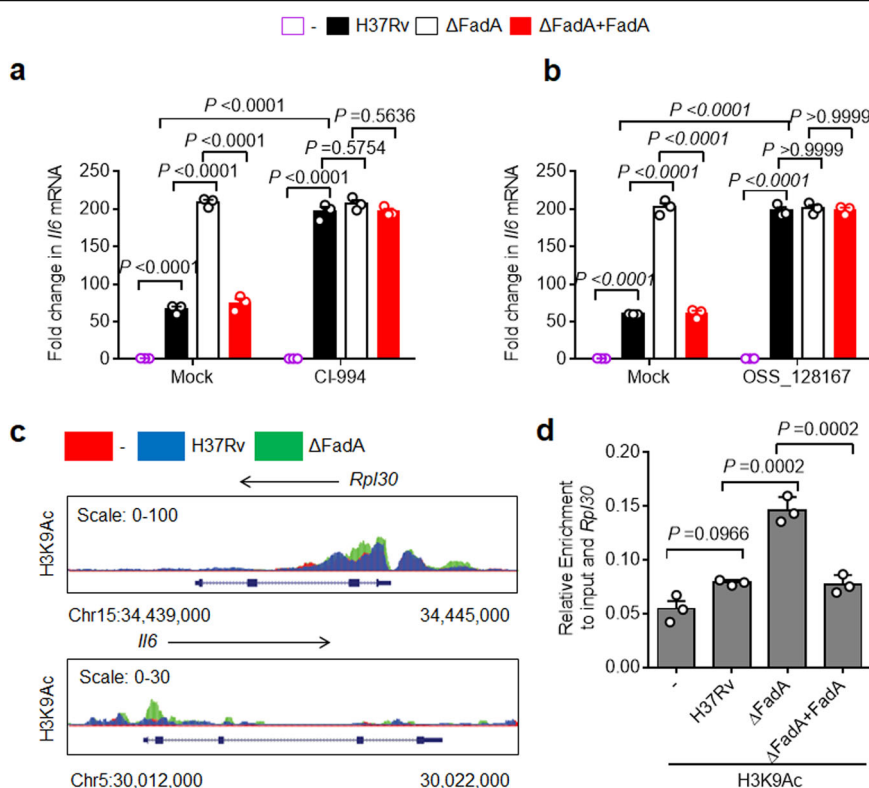 - H37Rv ΔFadA ΔFadA+FadA
a
P <0.0001
P =0.5636
P <0.0001
P =0.5754
P <0.0001
P <0.0001
P <0.0001
Fold change in Il6 mRNA
250
200
150
100
50
0
Mock CI-994
b
P <0.0001
P >0.9999
P <0.0001
P >0.9999
P <0.0001
P <0.0001
P <0.0001
Fold change in Il6 mRNA
250
200
150
100
50
0
Mock OSS_128167
c
- H37Rv ΔFadA
Rpl30
H3K9Ac
Scale: 0-100
Chr15:34,439,000 34,445,000
Il6
H3K9Ac
Scale: 0-30
Chr5:30,012,000 30,022,000
d
P =0.0002
P =0.0002
P =0.0966
Relative Enrichment
to input and Rpl30
0.20
0.15
0.10
0.05
0.00
-
H37Rv
ΔFadA
ΔFadA+FadA
H3K9Ac